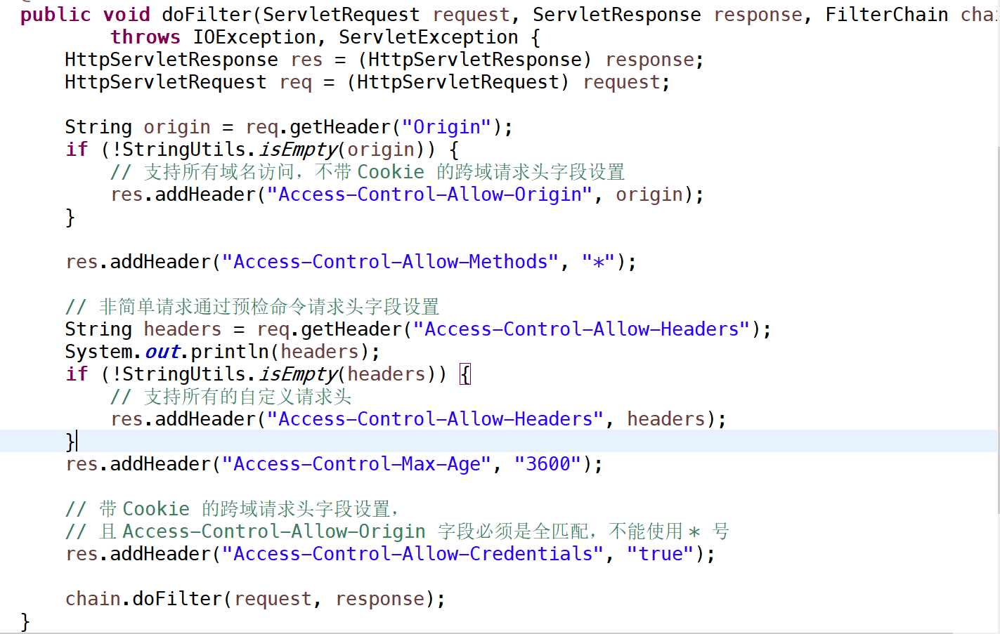 public void doFilter(ServletRequest request, ServletResponse response, FilterChain
throws IOException, ServletException {
HttpServletResponse res = (HttpServletResponse) response;
HttpServletRequest req = (HttpServletRequest) request;
String origin = req.getHeader("Origin");
if (!StringUtils.isEmpty(origin)) {
// 支持所有域名访问，不带 Cookie 的跨域请求头字段设置
res.addHeader("Access-Control-Allow-Origin", origin);
}
res.addHeader("Access-Control-Allow-Methods", "*");
// 非简单请求通过预检命令请求头字段设置
String headers = req.getHeader("Access-Control-Allow-Headers");
System.out.println(headers);
if (!StringUtils.isEmpty(headers)) {
// 支持所有的自定义请求头
res.addHeader("Access-Control-Allow-Headers", headers);
}
res.addHeader("Access-Control-Max-Age", "3600");
// 带 Cookie 的跨域请求头字段设置，
// 且 Access-Control-Allow-Origin 字段必须是全匹配，不能使用 * 号
res.addHeader("Access-Control-Allow-Credentials", "true");
chain.doFilter(request, response);
}